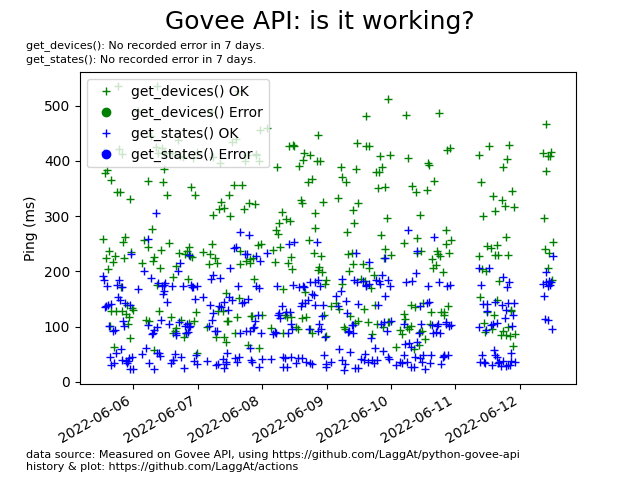 Govee API: is it working?
get_devices(): No recorded error in 7 days.
get_states(): No recorded error in 7 days.
get_devices() OK
get_devices() Error
get_states() OK
get_states() Error
Ping (ms)
500
400
300
200
100
0
2022-06-06
2022-06-07
2022-06-08
2022-06-09
2022-06-10
2022-06-11
2022-06-12
data source: Measured on Govee API, using https://github.com/LaggAt/python-govee-api
history & plot: https://github.com/LaggAt/actions